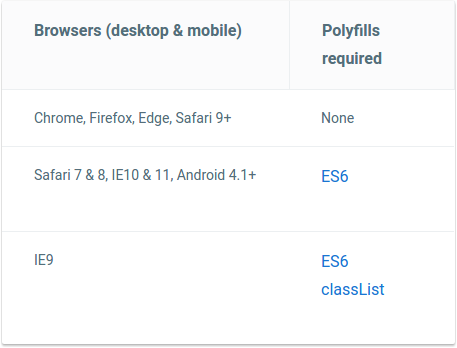 Browsers (desktop & mobile)
Polyfills
required
Chrome, Firefox, Edge, Safari 9+
None
Safari 7 & 8, IE10 & 11, Android 4.1+
ES6
IE9
ES6
classList